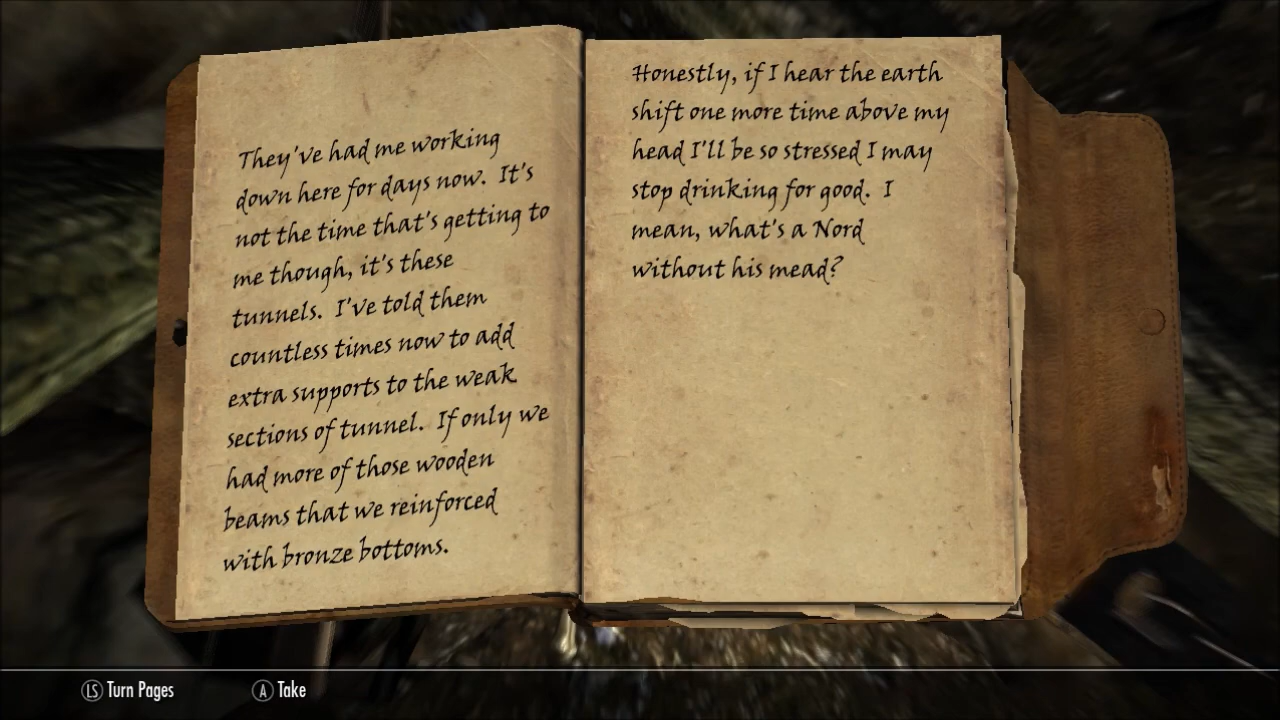 They've had me working
down here for days now.  It's
not the time that's getting to
me though, it's these
tunnels.  I've told them
countless times now to add
extra supports to the weak
sections of tunnel.  If only we
had more of those wooden
beams that we reinforced
with bronze bottoms.
Honestly, if I hear the earth
shift one more time above my
head I'll be so stressed I may
stop drinking for good.  I
mean, what's a Nord
without his mead?
LS Turn Pages
A Take